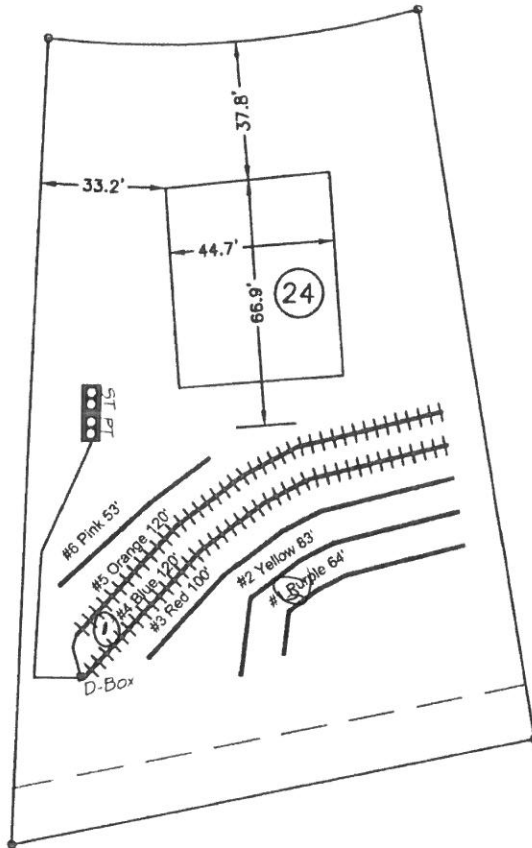 37.8'
33.2'
44.7'
24
66.9'
ST PT
#6 Pink 53'
#5 Orange 120'
#4 Blue 120'
#3 Red 100'
#2 Yellow 83'
#1 Purple 64'
D-Box